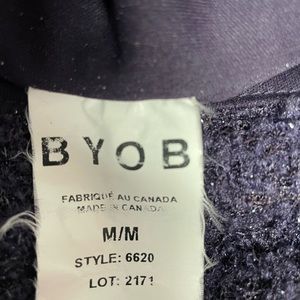 BYOB
FABRIQUÉ AU CANADA
MADE IN CANADA
M/M
STYLE: 6620
LOT: 2171